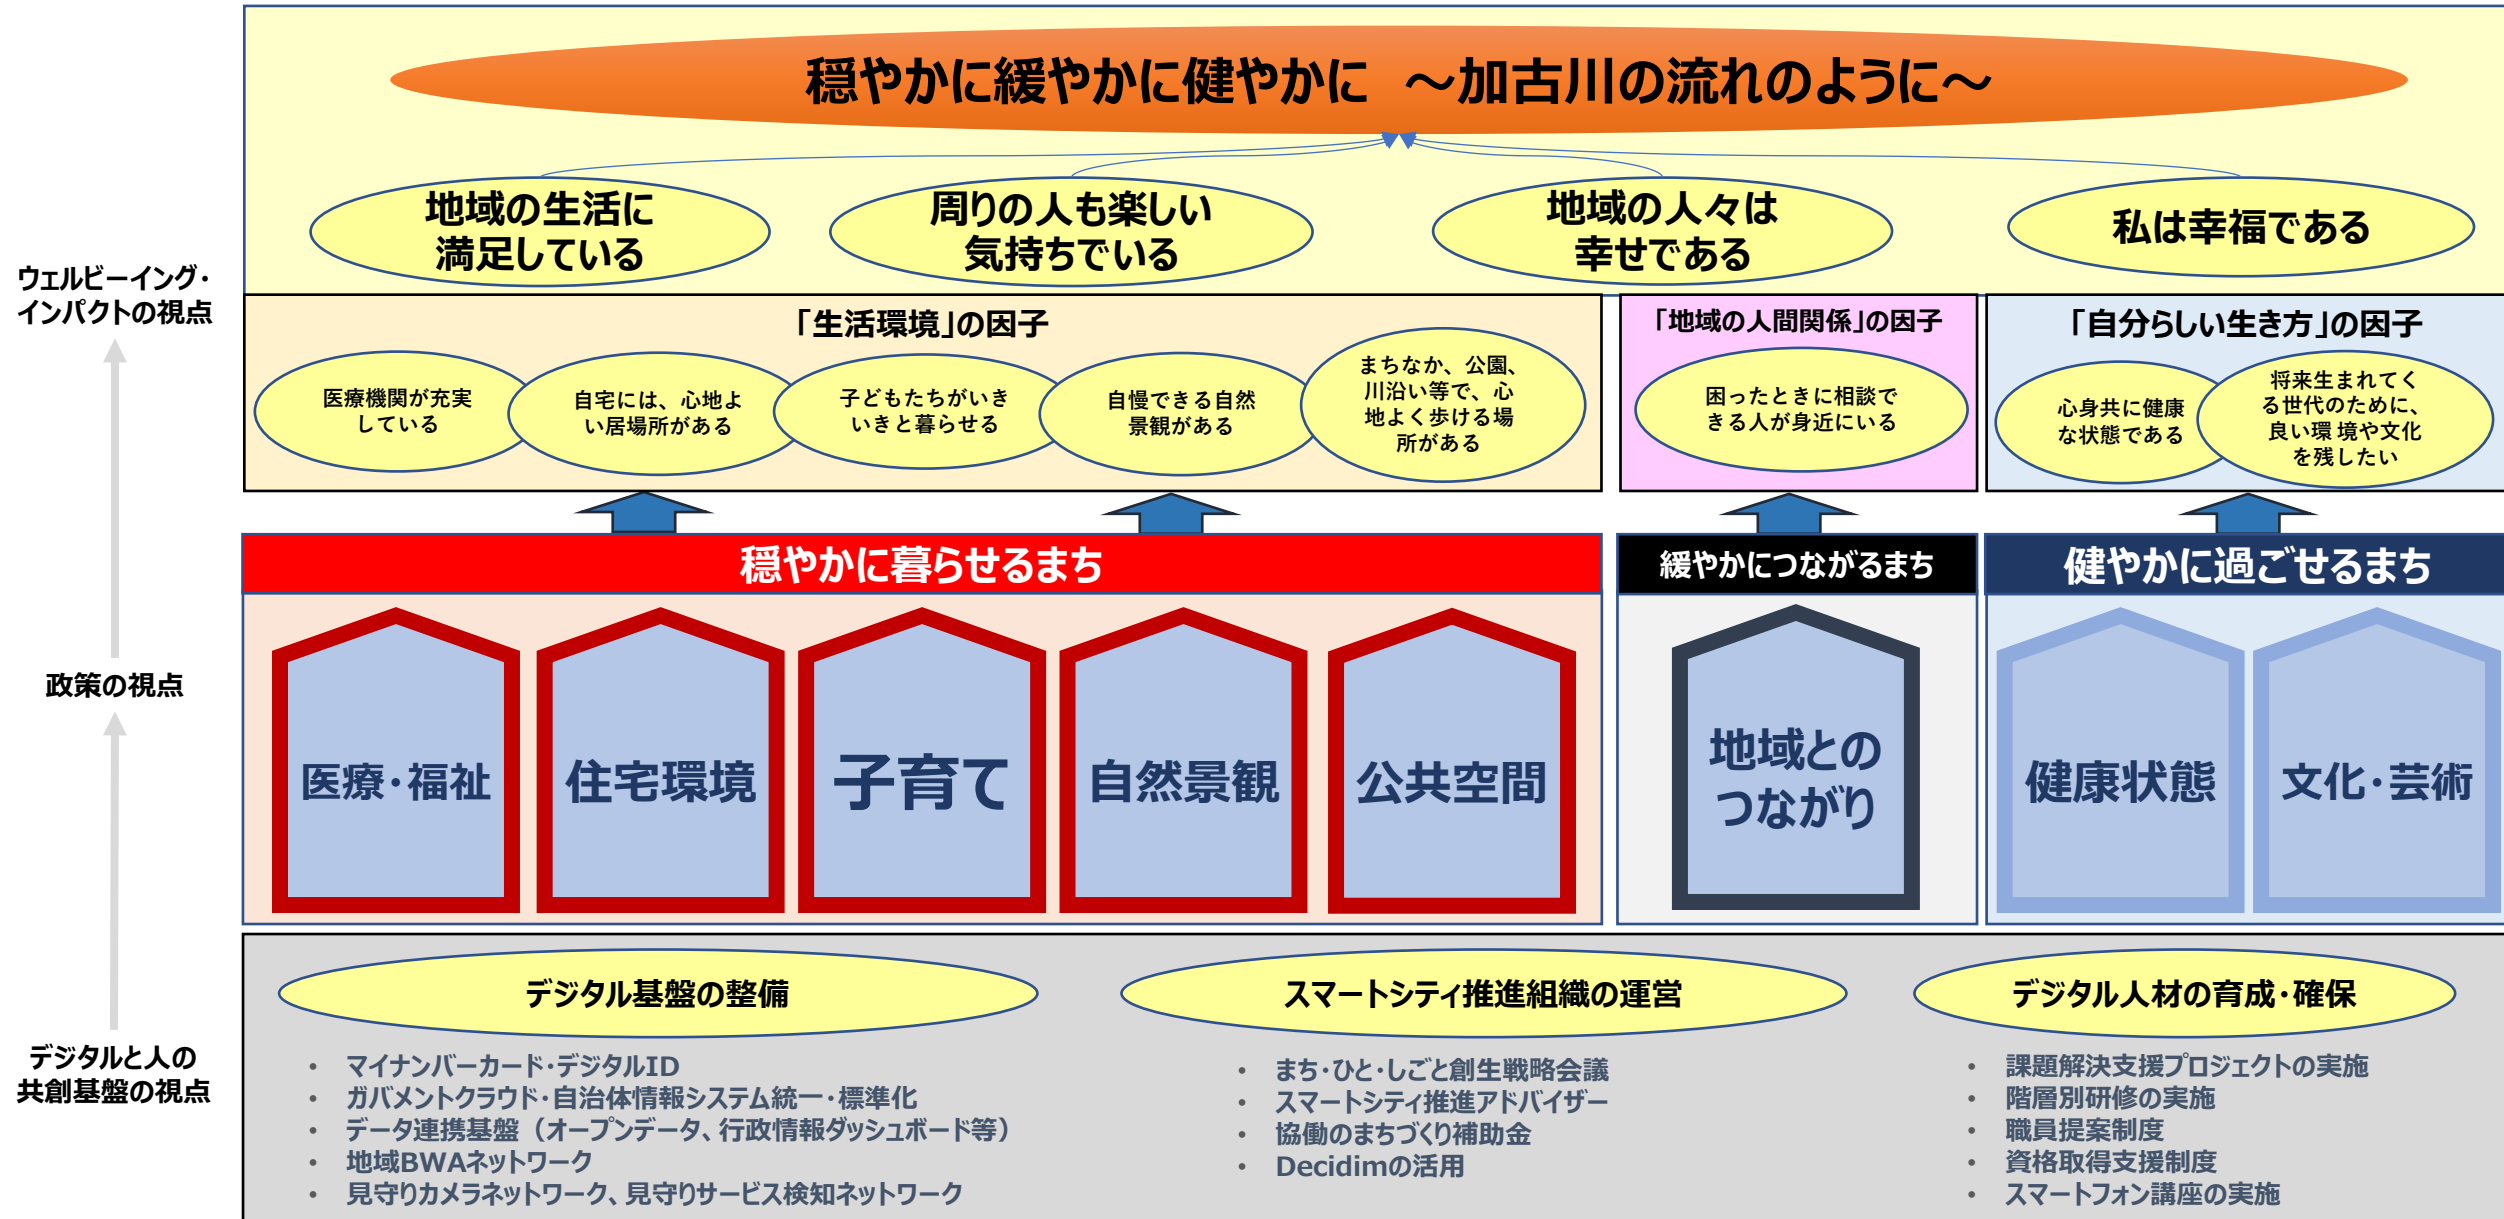 穏やかに緩やかに健やかに ～加古川の流れのように～
地域の生活に
満足している
周りの人も楽しい
気持ちでいる
地域の人々は
幸せである
私は幸福である
ウェルビーイング・
インパクトの視点
「生活環境」の因子
医療機関が充実
している
自宅には、心地よ
い居場所がある
子どもたちがいき
いきと暮らせる
自慢できる自然
景観がある
まちなか、公園、
川沿い等で、心
地よく歩ける場
所がある
「地域の人間関係」の因子
困ったときに相談で
きる人が身近にいる
「自分らしい生き方」の因子
心身共に健康
な状態である
将来生まれてく
る世代のために、
良い環 境や文化
を残したい
政策の視点
穏やかに暮らせるまち
医療・福祉
住宅環境
子育て
自然景観
公共空間
緩やかにつながるまち
地域との
つながり
健やかに過ごせるまち
健康状態
文化・芸術
デジタルと人の
共創基盤の視点
デジタル基盤の整備
• マイナンバーカード・デジタルID
• ガバメントクラウド・自治体情報システム統一・標準化
• データ連携基盤（オープンデータ、行政情報ダッシュボード等）
• 地域BWAネットワーク
• 見守りカメラネットワーク、見守りサービス検知ネットワーク
スマートシティ推進組織の運営
• まち・ひと・しごと創生戦略会議
• スマートシティ推進アドバイザー
• 協働のまちづくり補助金
• Decidimの活用
デジタル人材の育成・確保
• 課題解決支援プロジェクトの実施
• 階層別研修の実施
• 職員提案制度
• 資格取得支援制度
• スマートフォン講座の実施